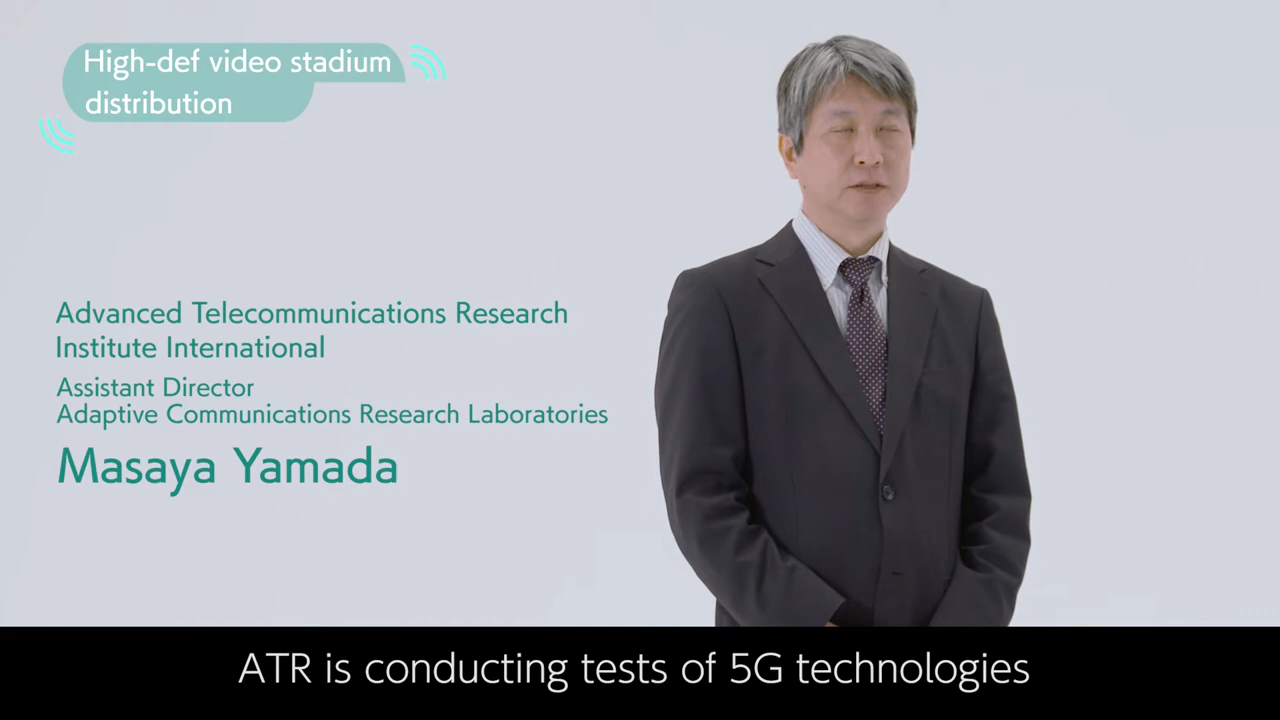 High-def video stadium
distribution
Advanced Telecommunications Research
Institute International
Assistant Director
Adaptive Communications Research Laboratories
Masaya Yamada
ATR is conducting tests of 5G technologies